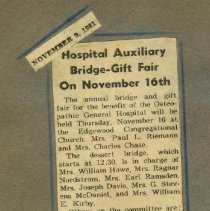 NOVEMBER 9, 1961
Hospital Auxiliary
Bridge-Gift Fair
On November 16th
The annual bridge and gift
fair for the benefit of the Osteo-
pathic General Hospital will be
held Thursday, November 16 at
the Edgewood Congregational
Church. Mrs. Paul L. Riemann
and Mrs. Charles Chase.
The dessert bridge, which
starts at 12:30, is in charge of
Mrs. William Howe, Mrs. Ragnar
Nordstrom, Mrs. Earl Ramsden,
Mrs. Joseph Davis, Mrs. G. Stev-
ens McDaniel, and Mrs. William
E. Kirby.
on the committee are: